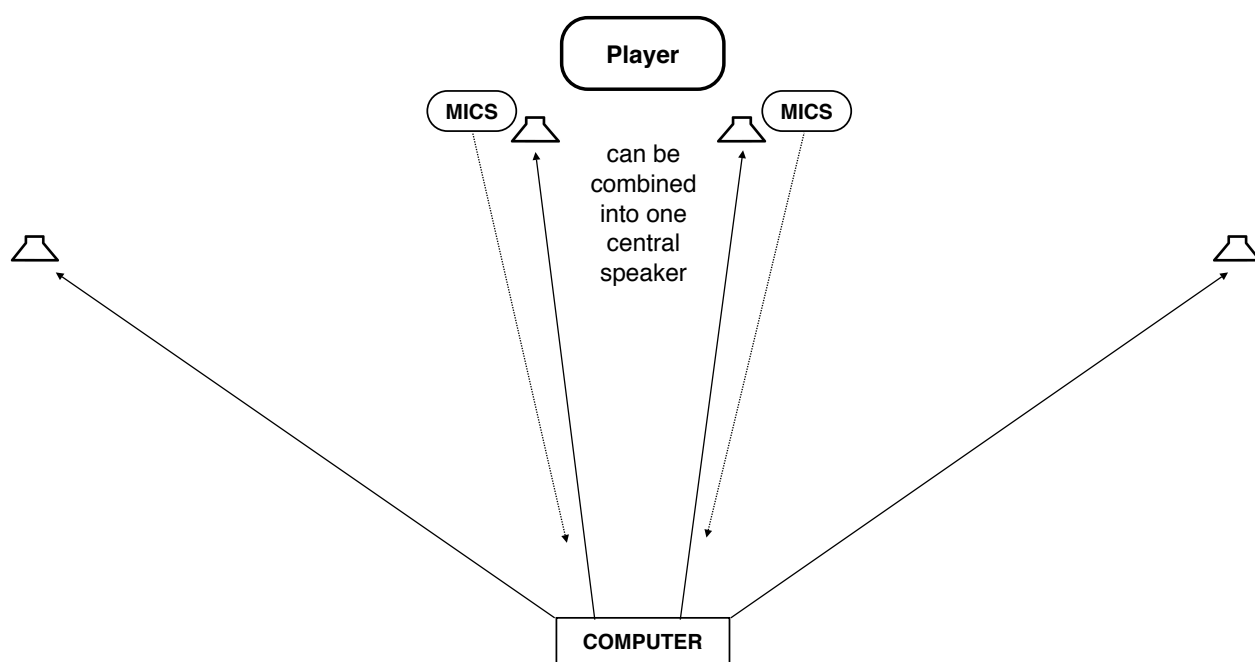 Player
MICS
MICS
can be
combined
into one
central
speaker
COMPUTER